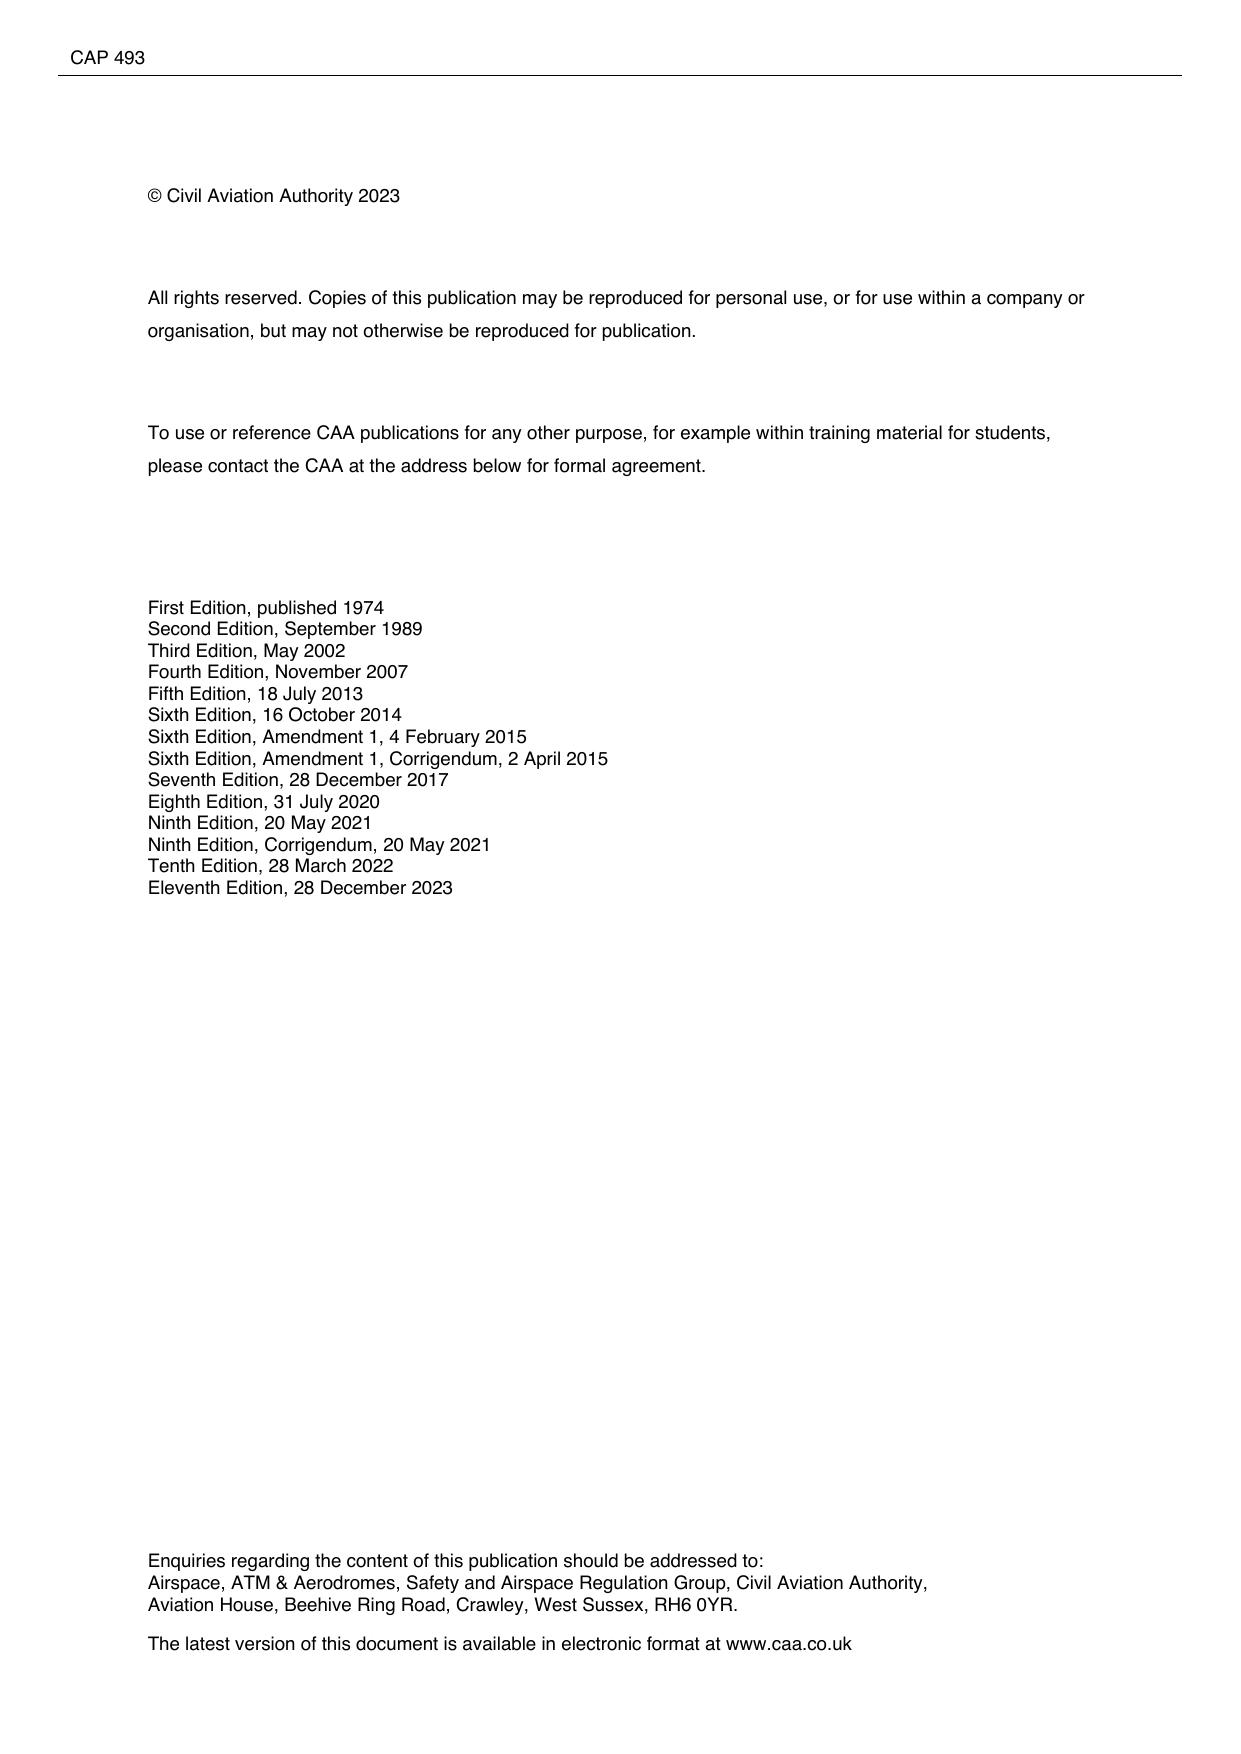 CAP 493
© Civil Aviation Authority 2023
All rights reserved. Copies of this publication may be reproduced for personal use, or for use within a company or
organisation, but may not otherwise be reproduced for publication.
To use or reference CAA publications for any other purpose, for example within training material for students,
please contact the CAA at the address below for formal agreement.
First Edition, published 1974
Second Edition, September 1989
Third Edition, May 2002
Fourth Edition, November 2007
Fifth Edition, 18 July 2013
Sixth Edition, 16 October 2014
Sixth Edition, Amendment 1, 4 February 2015
Sixth Edition, Amendment 1, Corrigendum, 2 April 2015
Seventh Edition, 28 December 2017
Eighth Edition, 31 July 2020
Ninth Edition, 20 May 2021
Ninth Edition, Corrigendum, 20 May 2021
Tenth Edition, 28 March 2022
Eleventh Edition, 28 December 2023
Enquiries regarding the content of this publication should be addressed to:
Airspace, ATM & Aerodromes, Safety and Airspace Regulation Group, Civil Aviation Authority,
Aviation House, Beehive Ring Road, Crawley, West Sussex, RH6 0YR.
The latest version of this document is available in electronic format at www.caa.co.uk